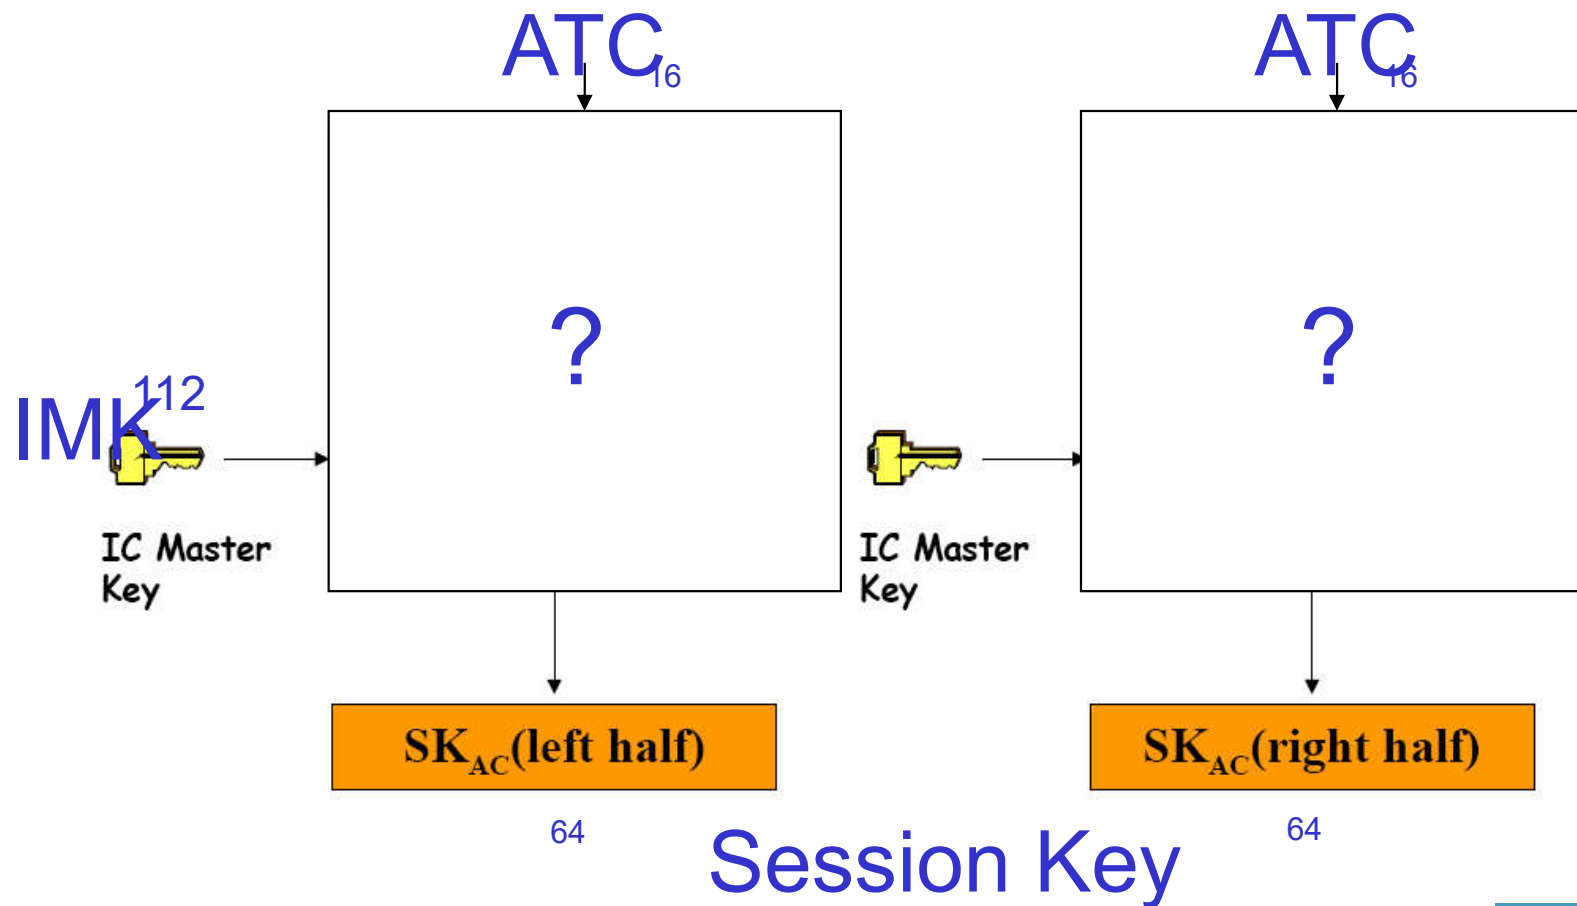 ATC16 ATC16
? ?
IMK112
IC Master IC Master
Key Key
SKAC(left half) SKAC(right half)
64 64
Session Key